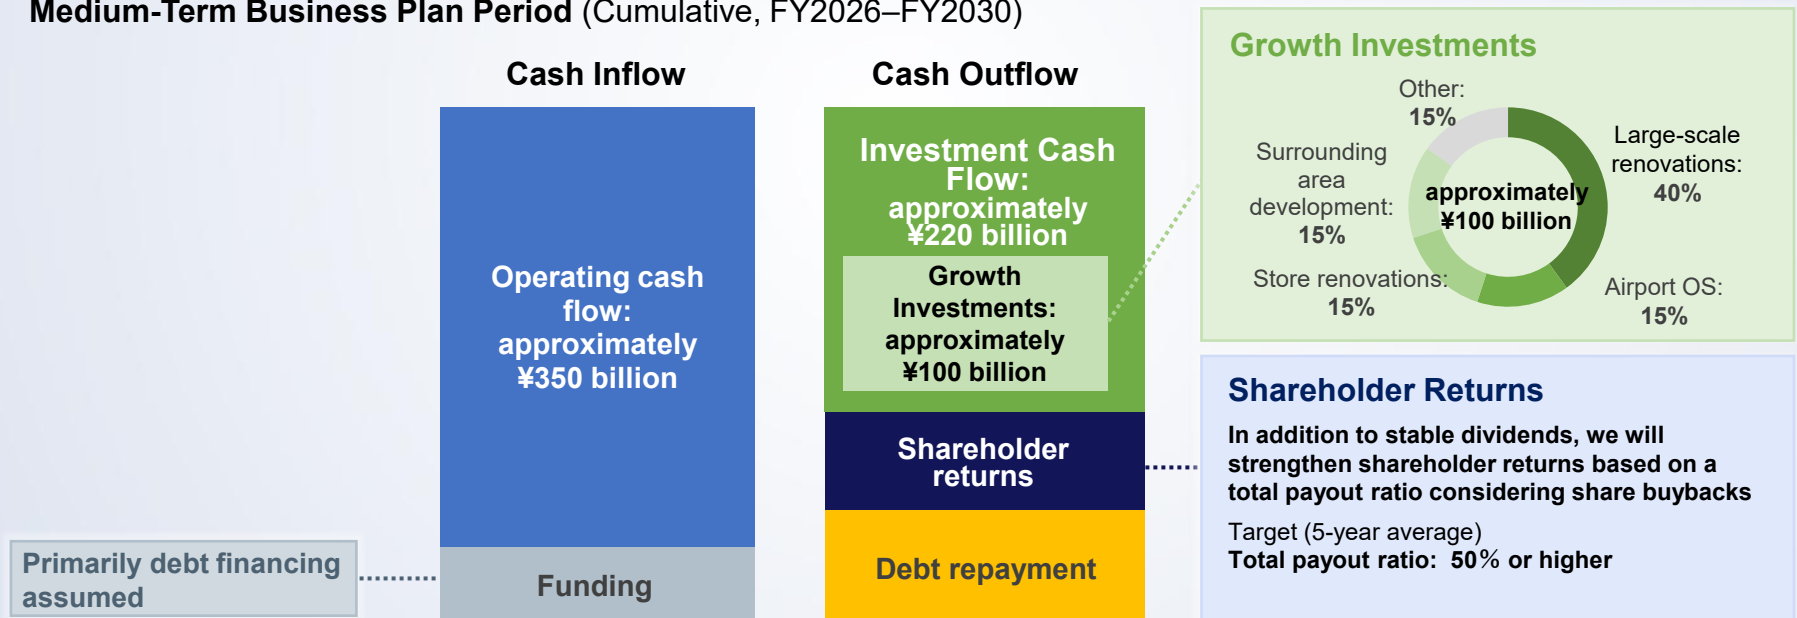 Medium-Term Business Plan Period (Cumulative, FY2026–FY2030)
Cash Inflow
Operating cash
flow:
approximately
¥350 billion
Funding
Primarily debt financing
assumed
Cash Outflow
Investment Cash
Flow:
approximately
¥220 billion
Growth
Investments:
approximately
¥100 billion
Shareholder
returns
Debt repayment
Growth Investments
Other:
15%
Large-scale
renovations:
40%
Surrounding
area
development:
15%
approximately
¥100 billion
Store renovations:
15%
Airport OS:
15%
Shareholder Returns
In addition to stable dividends, we will
strengthen shareholder returns based on a
total payout ratio considering share buybacks
Target (5-year average)
Total payout ratio: 50% or higher